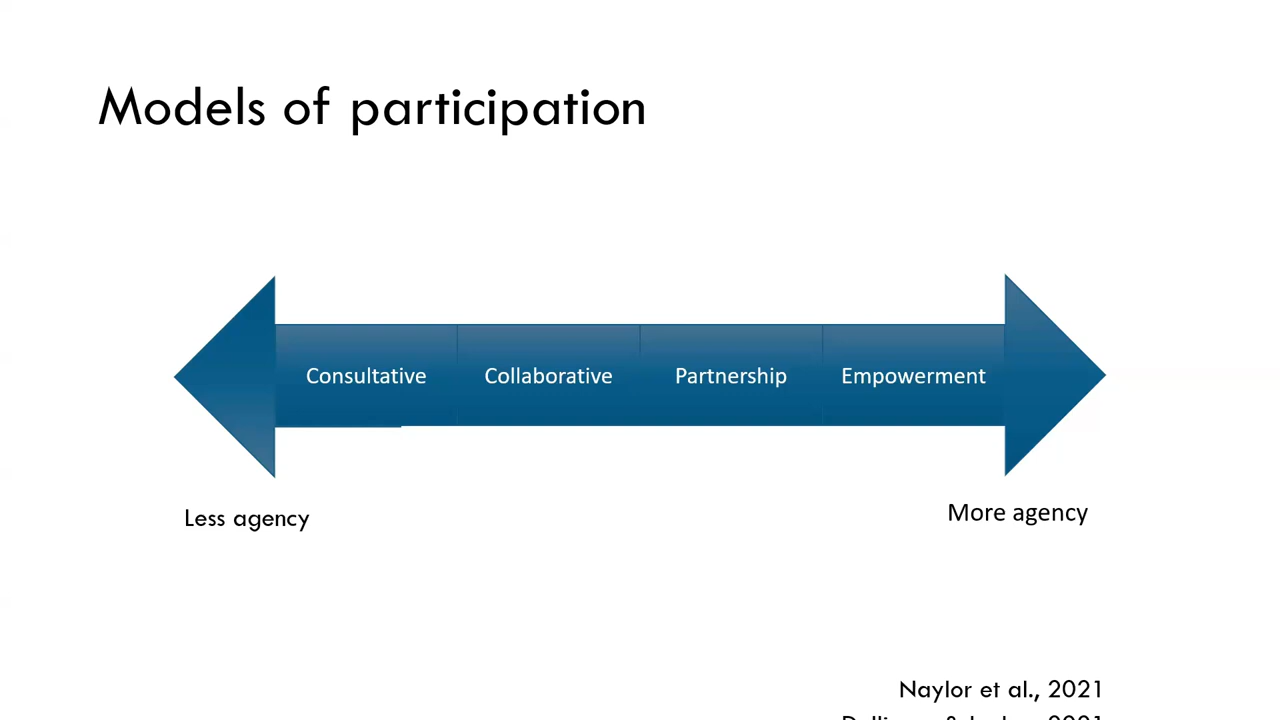 Models of participation
Consultative
Collaborative
Partnership
Empowerment
Less agency
More agency
Naylor et al., 2021